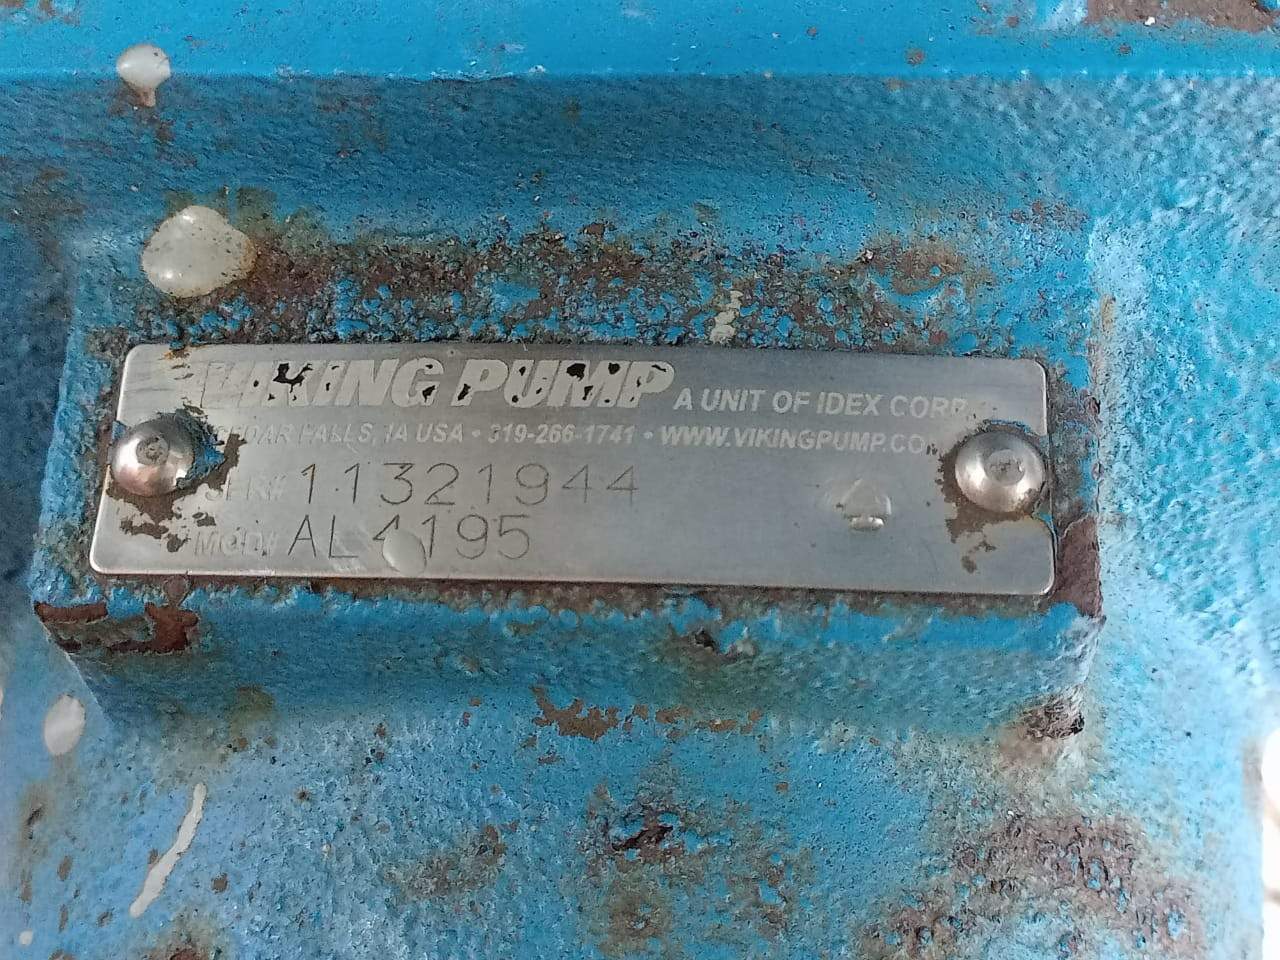 VIKING PUMP A UNIT OF IDEX CORP.
CEDAR FALLS, IA USA • 319-266-1741 • WWW.VIKINGPUMP.COM
SER# 11321944
MOD# AL4195